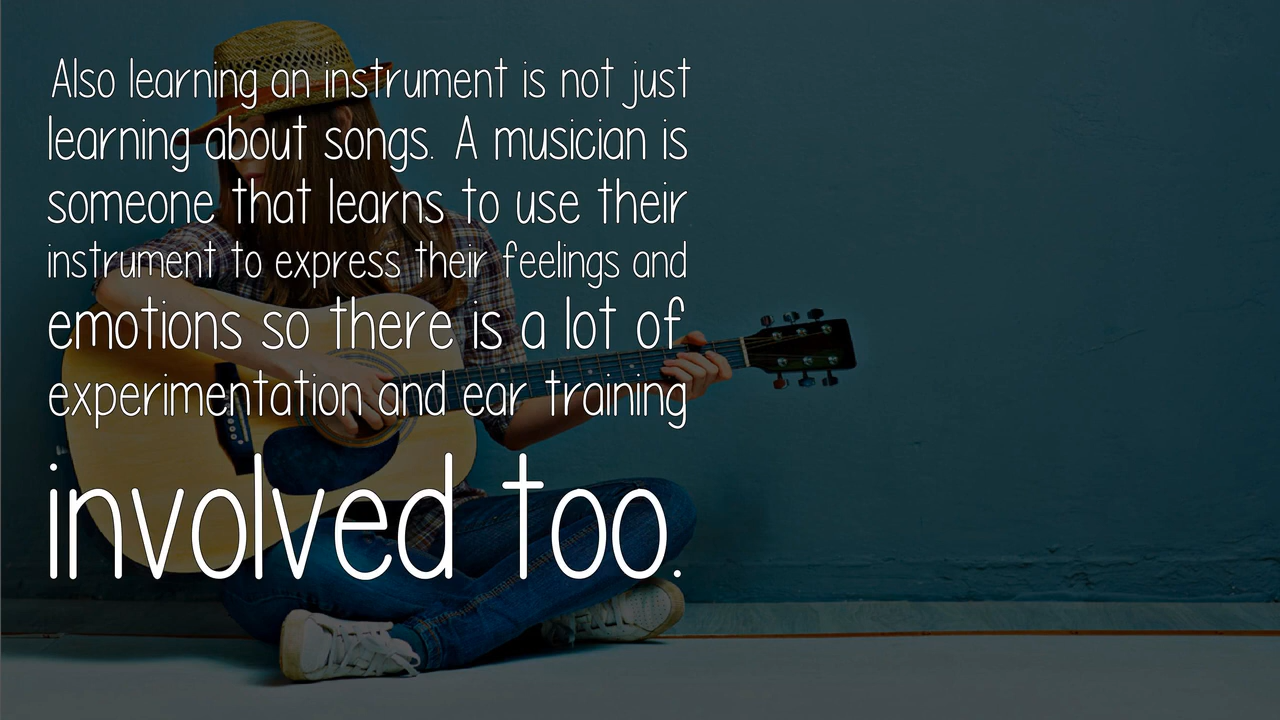 Also learning an instrument is not just
learning about songs. A musician is
someone that learns to use their
instrument to express their feelings and
emotions so there is a lot of
experimentation and ear training
involved too.